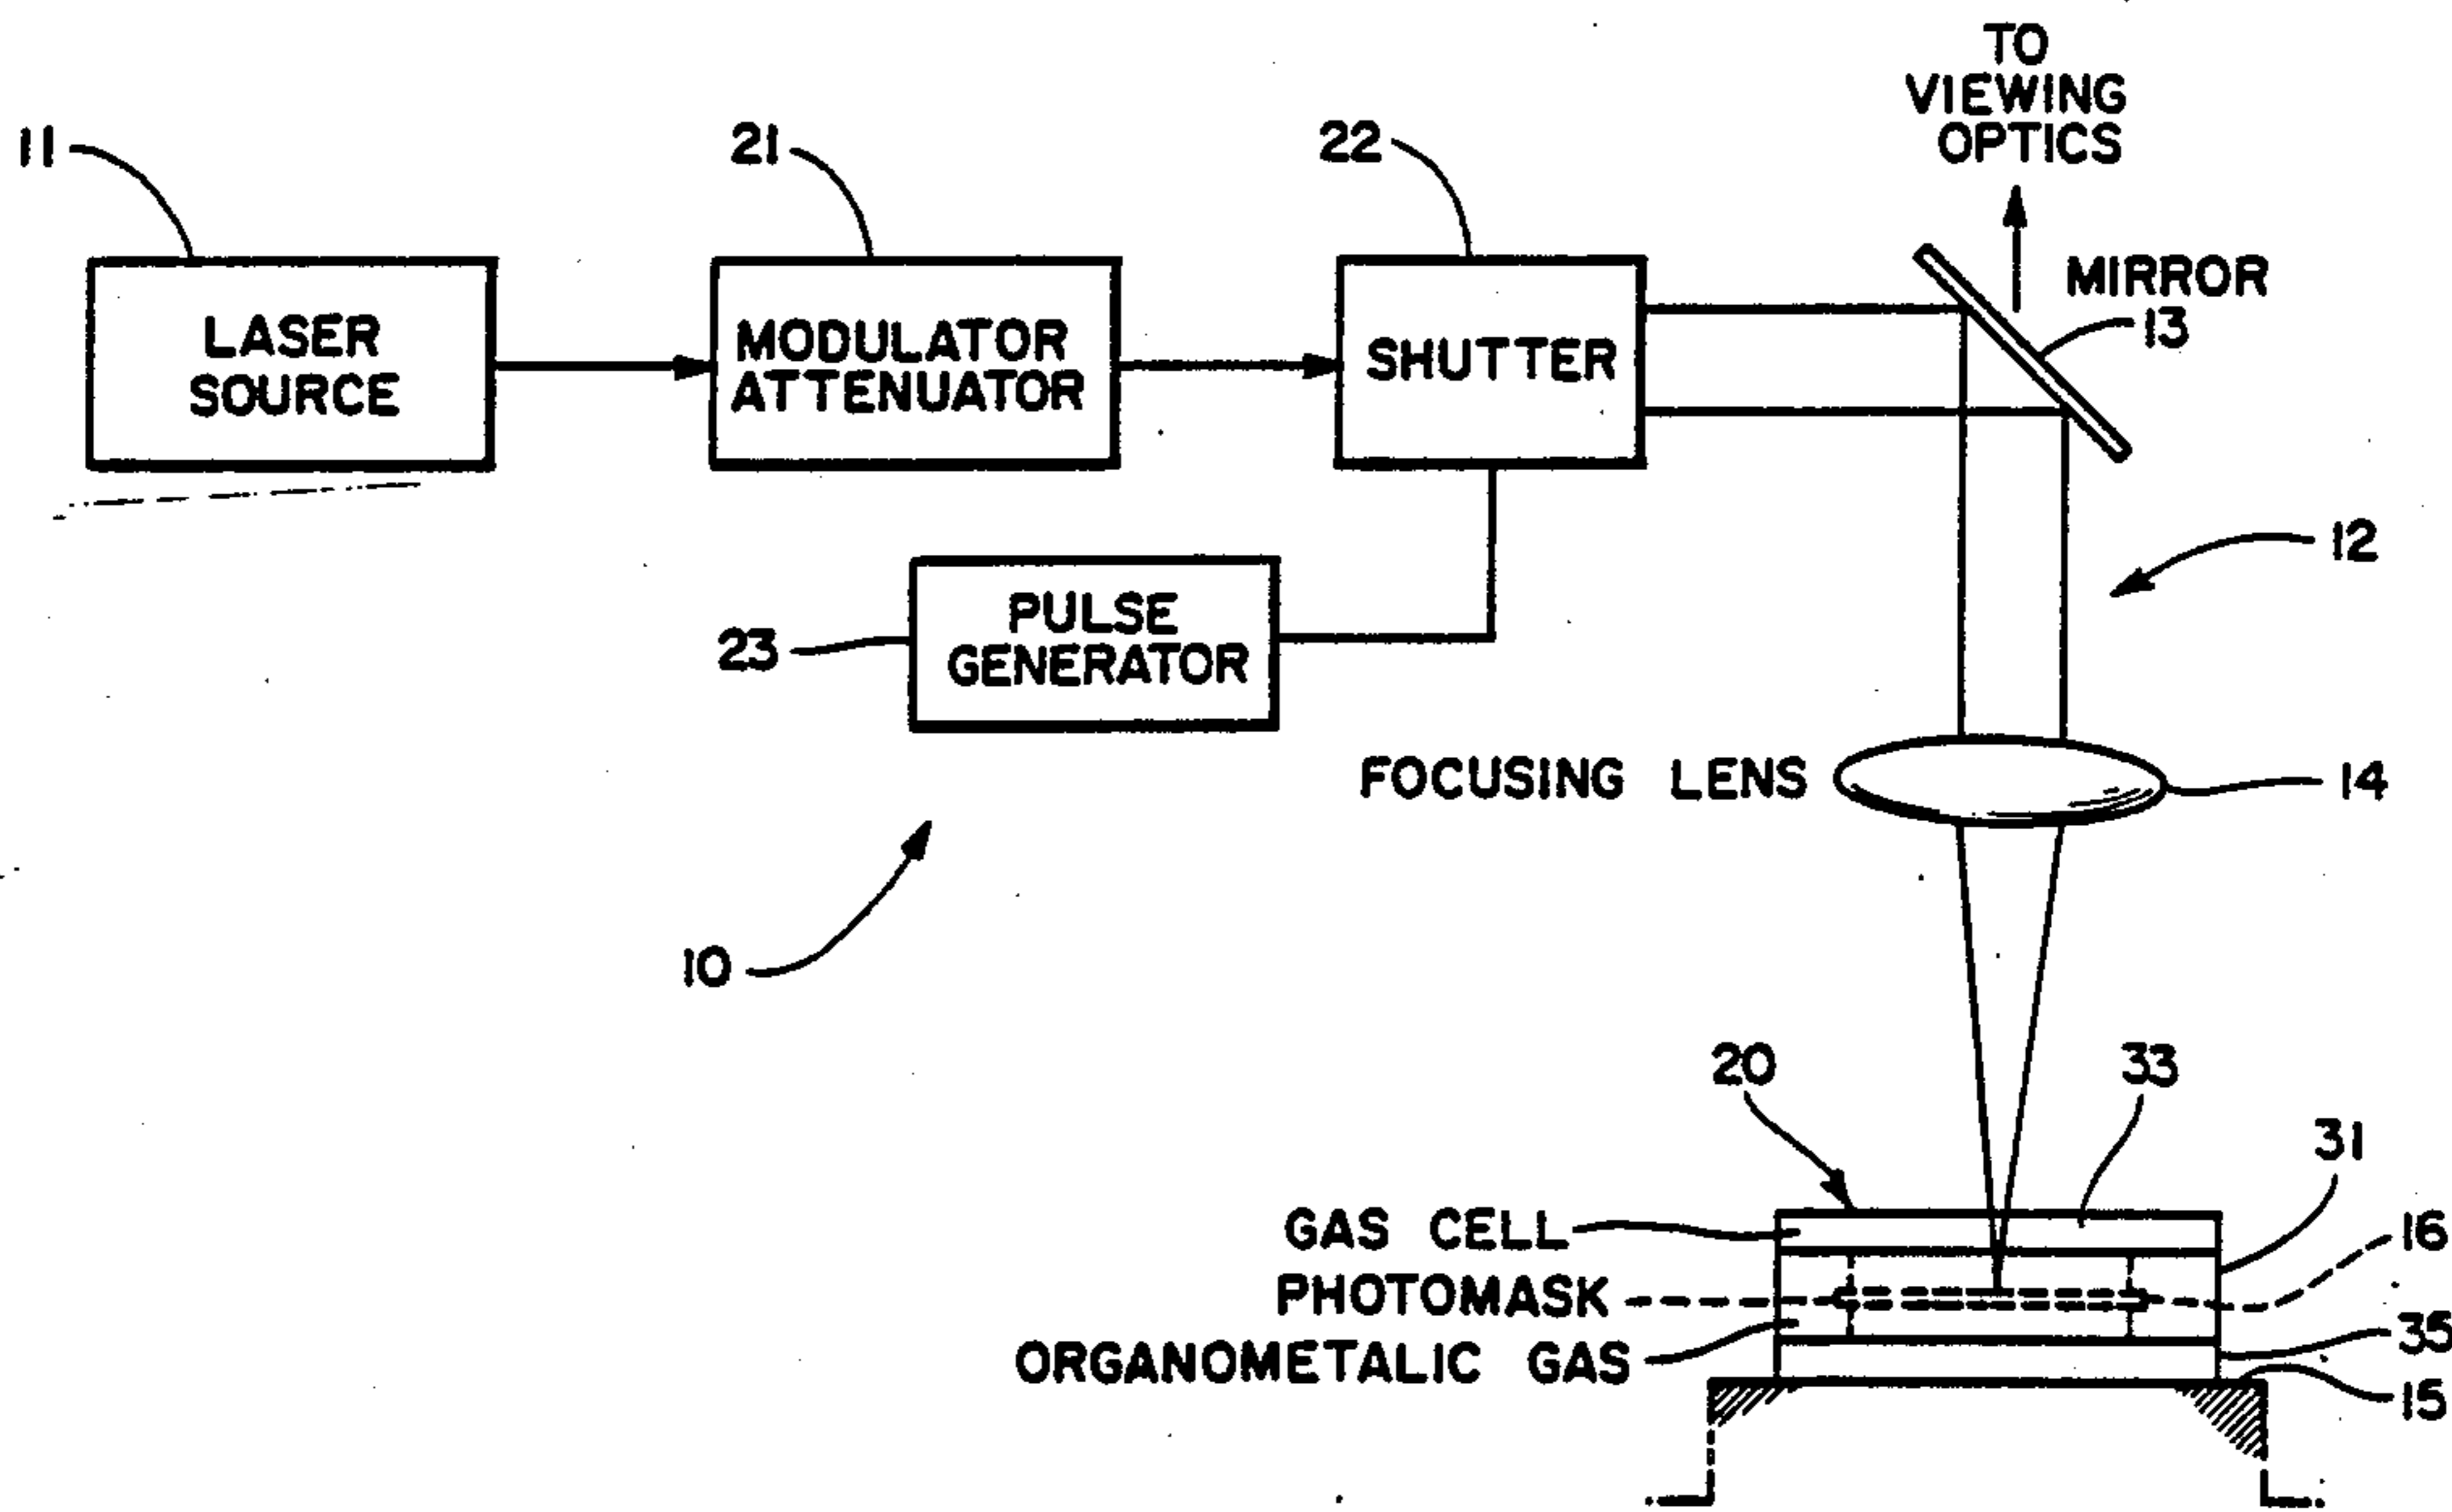 TO
VIEWING
OPTICS
11
21
22
MIRROR
13
LASER
SOURCE
MODULATOR
ATTENUATOR
SHUTTER
12
PULSE
GENERATOR
23
FOCUSING LENS
14
10
20
33
31
GAS CELL
16
PHOTOMASK
ORGANOMETALIC GAS
35
15